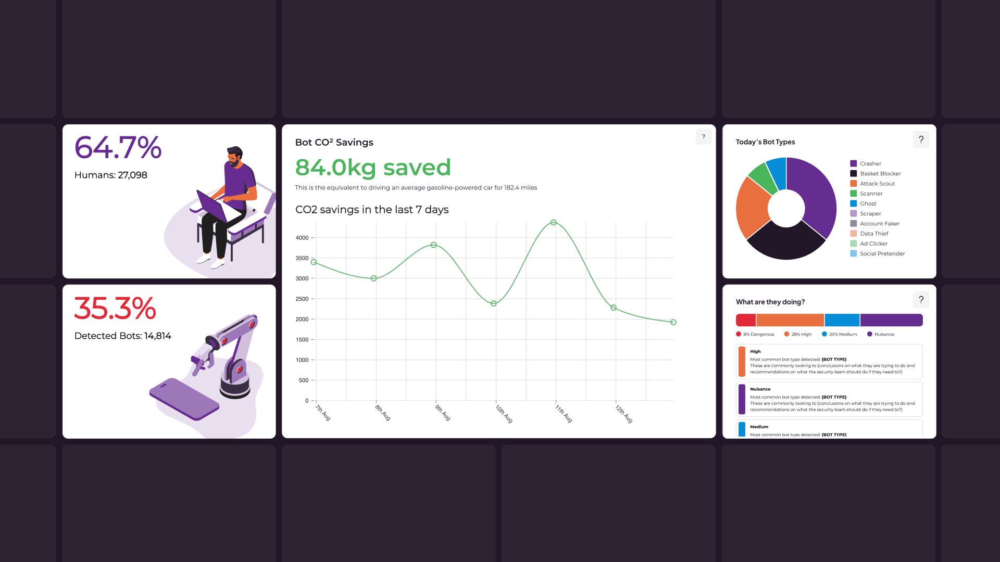 64.7%
Humans: 27,098
35.3%
Detected Bots: 14,814
Bot CO² Savings
?
84.0kg saved
This is the equivalent to driving an average gasoline-powered car for 182.4 miles
CO2 savings in the last 7 days
4000
3500
3000
2500
2000
1500
1000
500
0
7th Aug
8th Aug
9th Aug
10th Aug
11th Aug
12th Aug
Today's Bot Types
?
Crasher
Basket Blocker
Attack Scout
Scanner
Ghost
Scraper
Account Faker
Data Thief
Ad Clicker
Social Pretender
What are they doing?
?
8% Dangerous
28% High
20% Medium
Nuisance
High
Most common bot type detected: {BOT TYPE}
These are commonly looking to {conclusions on what they are trying to do and
recommendations on what the security team should do if they need to?}
Nuisance
Most common bot type detected: {BOT TYPE}
These are commonly looking to {conclusions on what they are trying to do and
recommendations on what the security team should do if they need to?}
Medium
Most common bot type detected: {BOT TYPE}